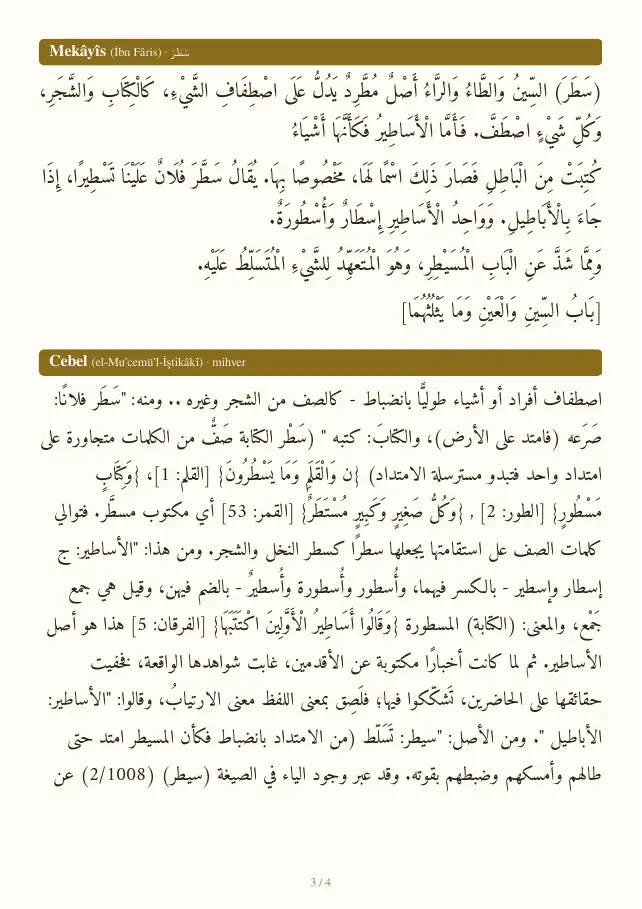 Mekâyîs (İbn Fâris) · سَطَرَ
(سَطَرَ) السِّينُ وَالطَّاءُ وَالرَّاءُ أَصْلٌ مُطَّرِدٌ يَدُلُّ عَلَى اصْطِفَافِ الشَّيْءِ، كَالْكِتَابِ وَالشَّجَرِ،
وَكُلِّ شَيْءٍ اصْطَفَّ. فَأَمَّا الْأَسَاطِيرُ فَكَأَنَّهَا أَشْيَاءُ
كُتِبَتْ مِنَ الْبَاطِلِ فَصَارَ ذَلِكَ اسْمًا لَهَا، مَخْصُوصًا بِهَا. يُقَالُ سَطَّرَ فُلَانٌ عَلَيْنَا تَسْطِيرًا، إِذَا
جَاءَ بِالْأَبَاطِيلِ. وَوَاحِدُ الْأَسَاطِيرِ إِسْطَارٌ وَأُسْطُورَةٌ.
وَمِمَّا شَذَّ عَنِ الْبَابِ الْمُسَيْطِرِ، وَهُوَ الْمُتَعَهِّدُ لِلشَّيْءِ الْمُتَسَلِّطُ عَلَيْهِ.
[بَابُ السِّينِ وَالْعَيْنِ وَمَا يَثْلُثُهُمَا]
Cebel (el-Mu'cemü'l-İştikâkî) · mihver
اصطفاف أفراد أو أشياء طوليًّا بانضباط - كالصف من الشجر وغيره .. ومنه: "سَطَر فلانًا:
صَرَعه (فامتد على الأرض)، والكتابَ: كتبه " (سَطْر الكتابة صَفٌّ من الكلمات متجاورة على
امتداد واحد فتبدو مسترسلة الامتداد) {ن وَالْقَلَمِ وَمَا يَسْطُرُونَ} [القلم: 1]، {وَكِتَابٍ
مَسْطُورٍ} [الطور: 2] , {وَكُلُّ صَغِيرٍ وَكَبِيرٍ مُسْتَطَرٌ} [القمر: 53] أي مكتوب مسطَّر. فتوالي
كلمات الصف عل استقامتها يجعلها سطرًا كسطر النخل والشجر. ومن هذا: "الأساطير: ج
إسطار وإسطير - بالكسر فيهما، وأُسطور وأُسطورة وأُسطيرٌ - بالضم فيهن، وقيل هي جمع
جَمْع، والمعنى: (الكتابة) المسطورة {وَقَالُوا أَسَاطِيرُ الْأَوَّلِينَ اكْتَتَبَهَا} [الفرقان: 5] هذا هو أصل
الأساطير. ثم لما كانت أخبارًا مكتوبة عن الأقدمين، غابت شواهدها الواقعة، فخفيت
حقائقها على الحاضرين، تَشكّكوا فيها؛ فلَصِق بمعنى اللفظ معنى الارتيابُ، وقالوا: "الأساطير:
الأباطيل ". ومن الأصل: "سيطر: تَسَلّط (من الامتداد بانضباط فكأن المسيطر امتد حتى
طالهم وأمسكهم وضبطهم بقوته. وقد عبر وجود الياء في الصيغة (سيطر) (2/1008) عن
3 / 4